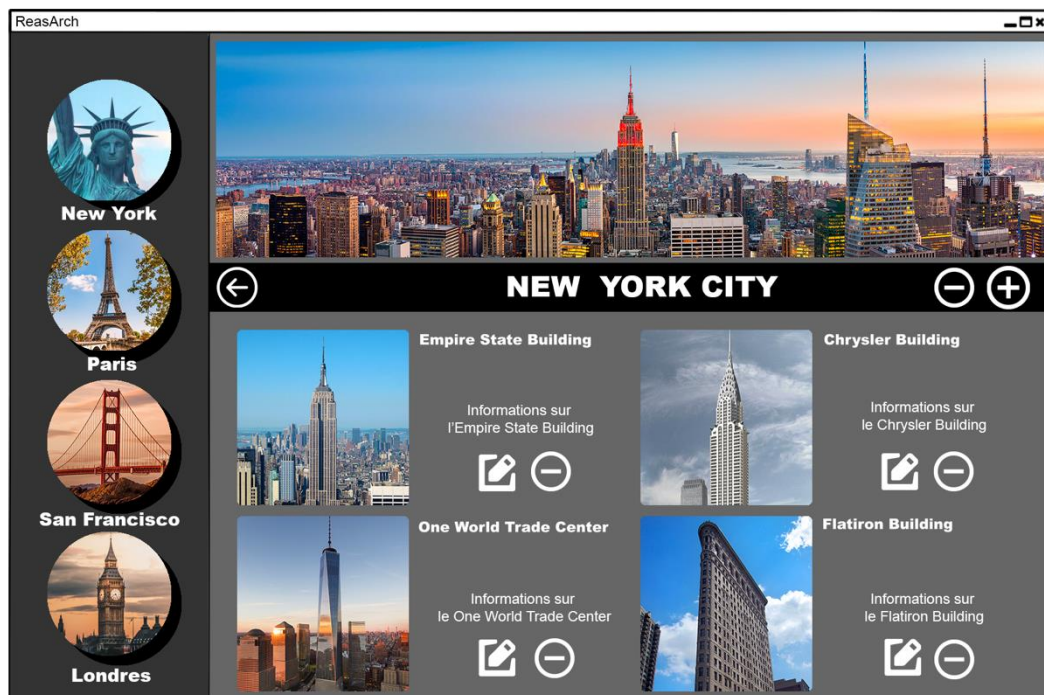 ReasArch
New York
Paris
San Francisco
Londres
NEW YORK CITY
Empire State Building
Informations sur
l'Empire State Building
Chrysler Building
Informations sur
le Chrysler Building
One World Trade Center
Informations sur
le One World Trade Center
Flatiron Building
Informations sur
le Flatiron Building